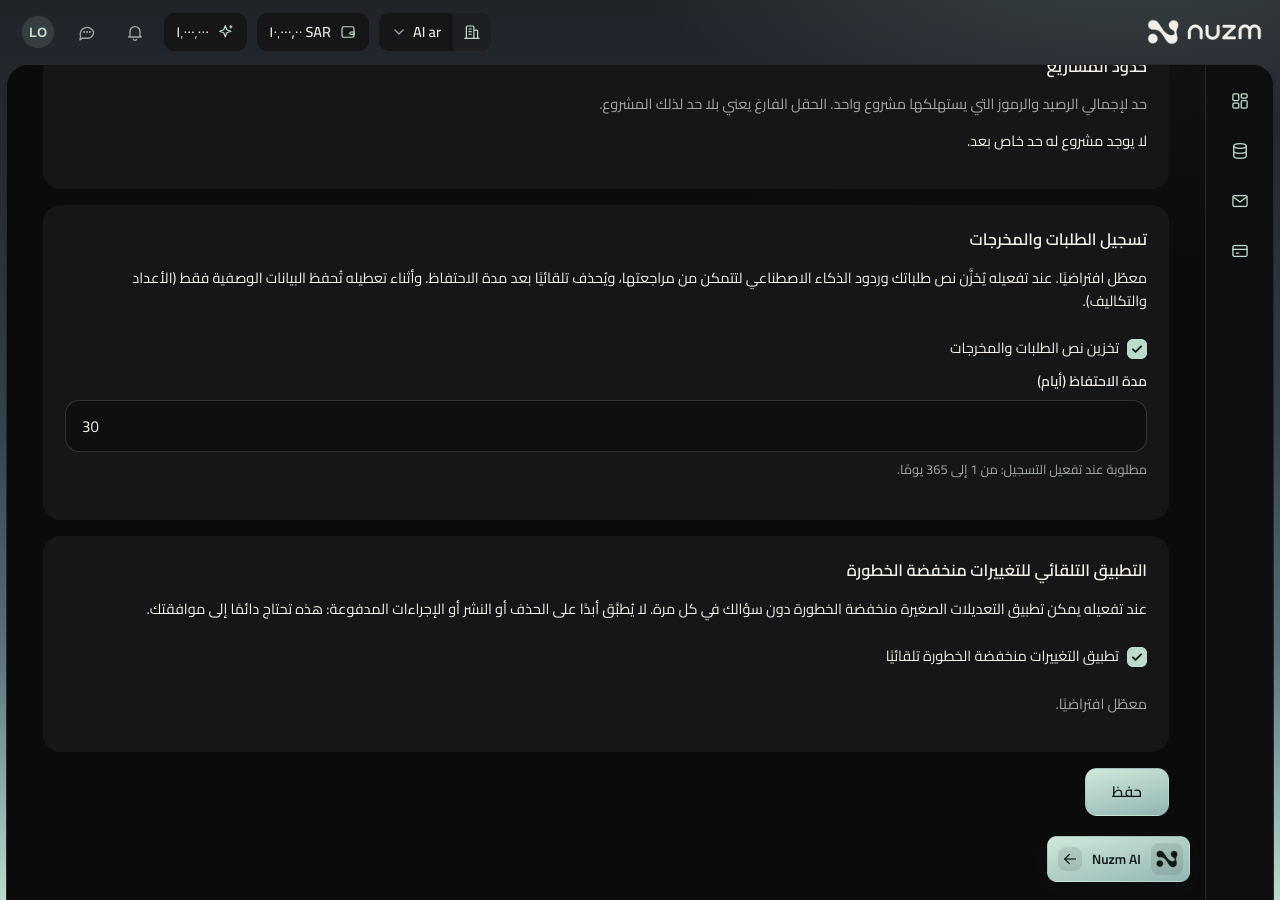 nuzm
AI ar
١٠,٠٠٠,٠٠ SAR
١,٠٠٠,٠٠٠
LO
حدود المشاريع
حد لإجمالي الرصيد والرموز التي يستهلكها مشروع واحد. الحقل الفارغ يعني بلا حد لذلك المشروع.
لا يوجد مشروع له حد خاص بعد.
تسجيل الطلبات والمخرجات
معطّل افتراضيًا. عند تفعيله يُخزَّن نص طلباتك وردود الذكاء الاصطناعي لتتمكن من مراجعتها، ويُحذف تلقائيًا بعد مدة الاحتفاظ. وأثناء تعطيله تُحفظ البيانات الوصفية فقط (الأعداد
والتكاليف).
تخزين نص الطلبات والمخرجات
مدة الاحتفاظ (أيام)
30
مطلوبة عند تفعيل التسجيل: من 1 إلى 365 يومًا.
التطبيق التلقائي للتغييرات منخفضة الخطورة
عند تفعيله يمكن تطبيق التعديلات الصغيرة منخفضة الخطورة دون سؤالك في كل مرة. لا يُطبَّق أبدًا على الحذف أو النشر أو الإجراءات المدفوعة: هذه تحتاج دائمًا إلى موافقتك.
تطبيق التغييرات منخفضة الخطورة تلقائيًا
معطّل افتراضيًا.
حفظ
Nuzm AI